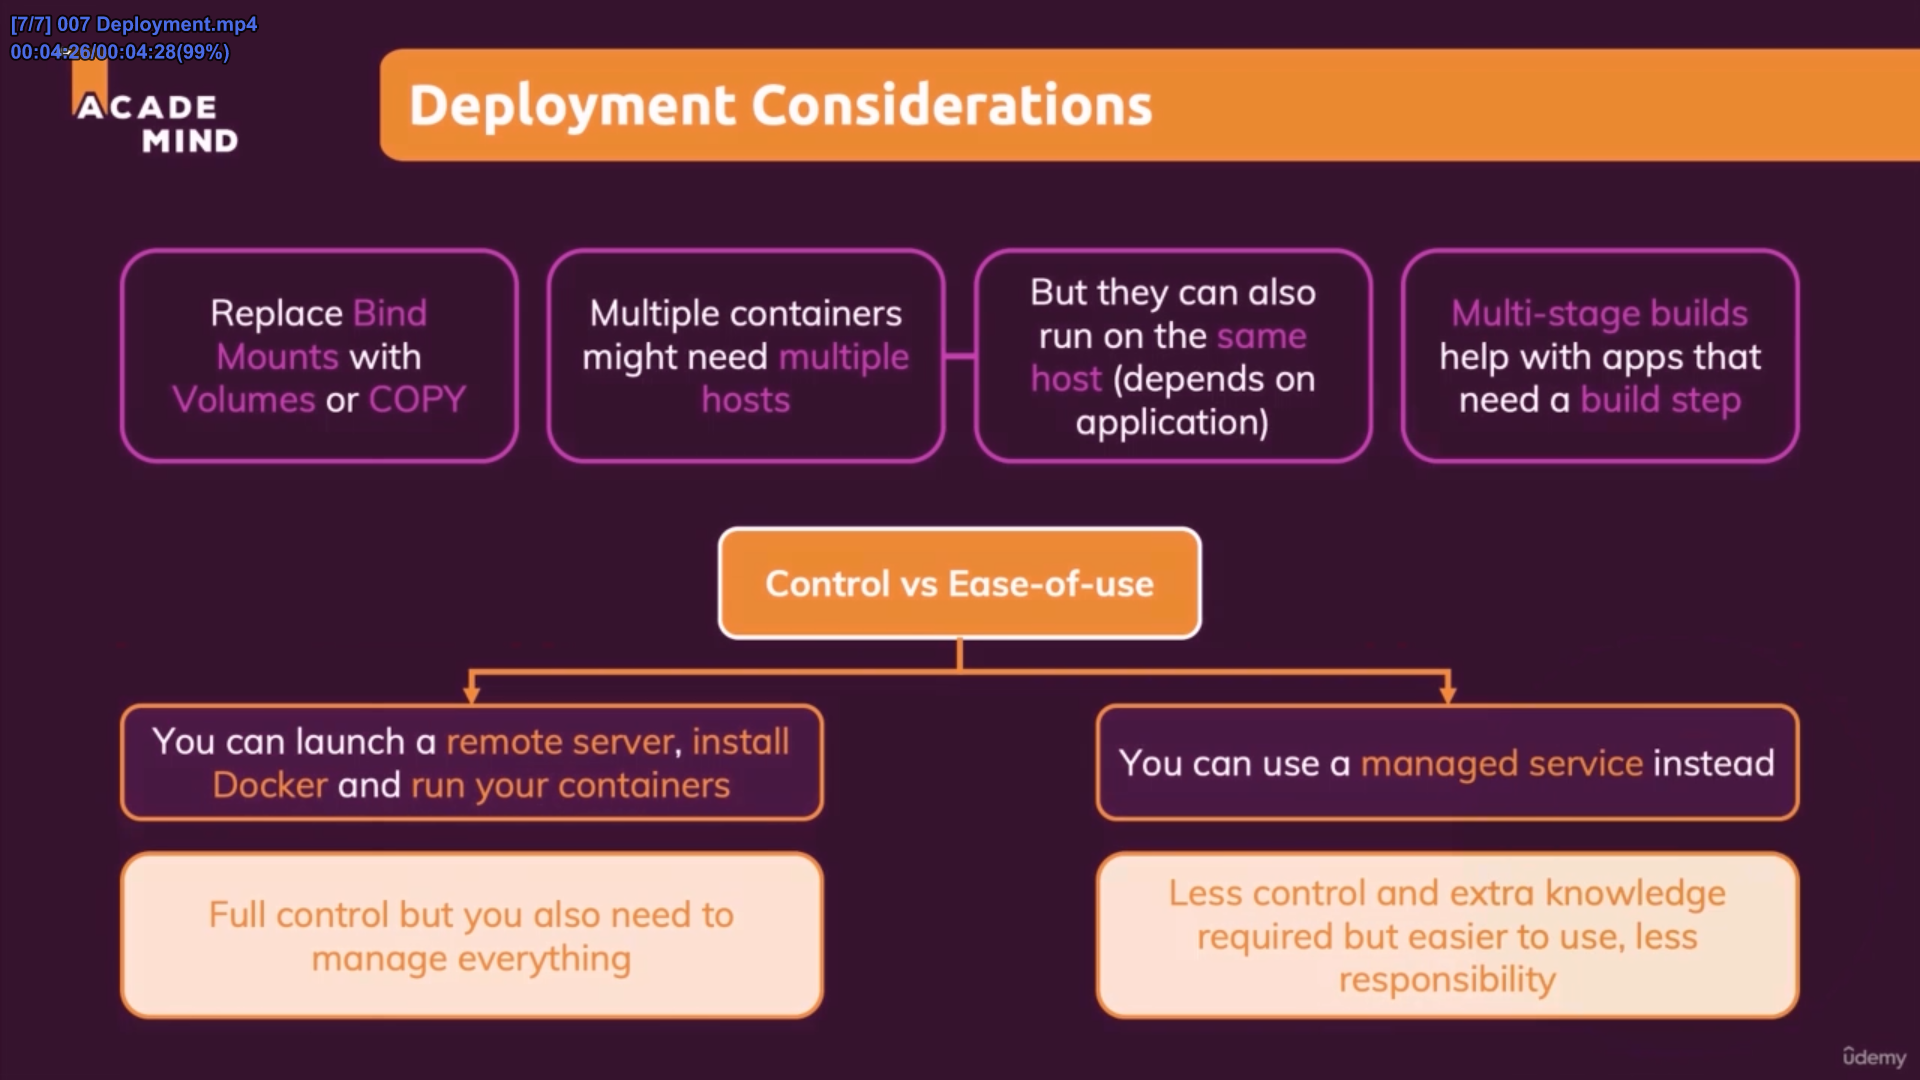 [7/7] 007 Deployment.mp4
00:04:26/00:04:28(99%)
ACADE
MIND
Deployment Considerations
Replace Bind
Mounts with
Volumes or COPY
Multiple containers
might need multiple
hosts
But they can also
run on the same
host (depends on
application)
Multi-stage builds
help with apps that
need a build step
Control vs Ease-of-use
You can launch a remote server, install
Docker and run your containers
You can use a managed service instead
Full control but you also need to
manage everything
Less control and extra knowledge
required but easier to use, less
responsibility
ûdemy